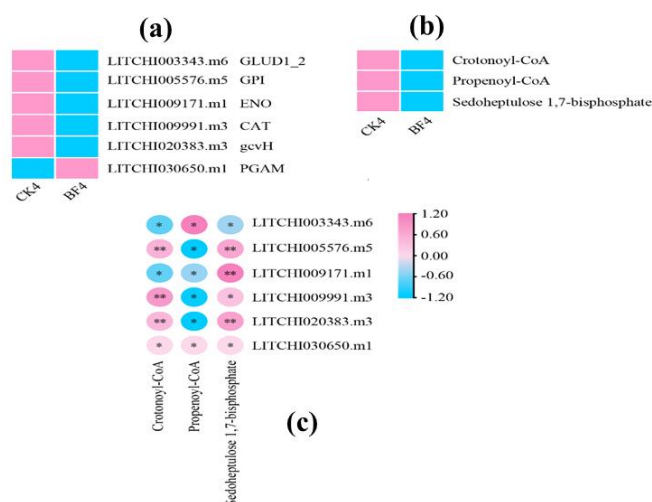 (a)
LITCHI003343.m6 GLUD1_2
LITCHI005576.m5 GPI
LITCHI009171.m1 ENO
LITCHI009991.m3 CAT
LITCHI020383.m3 gcvH
LITCHI030650.m1 PGAM
CK4 BF4
(b)
Crotonoyl-CoA
Propenoyl-CoA
Sedoheptulose 1,7-bisphosphate
CK4 BF4
* * * LITCHI003343.m6
** * ** LITCHI005576.m5
* * ** LITCHI009171.m1
** * * LITCHI009991.m3
** * ** LITCHI020383.m3
* * * LITCHI030650.m1
1.20
0.60
0.00
-0.60
-1.20
Crotonoyl-CoA
Propenoyl-CoA
Sedoheptulose 1,7-bisphosphate
(c)